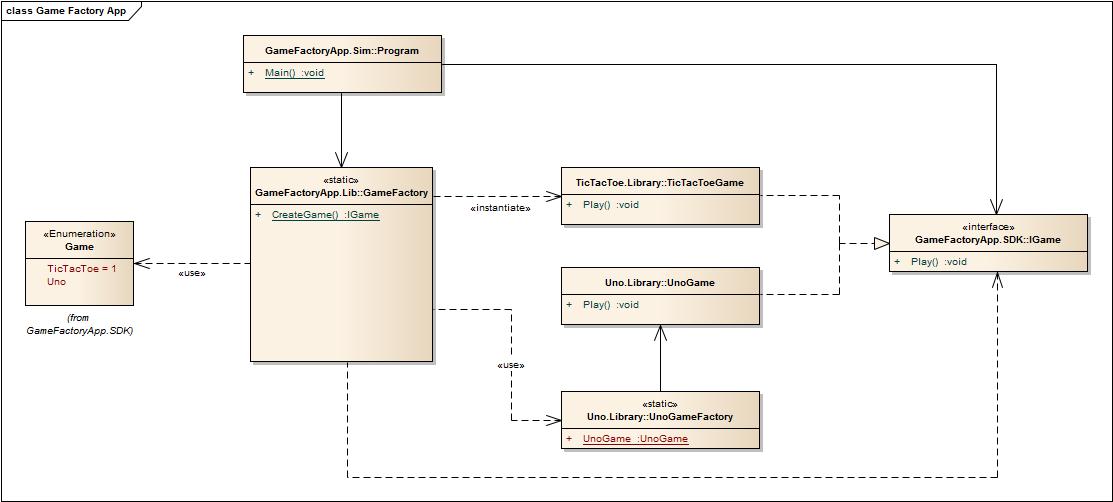 class Game Factory App
GameFactoryApp.Sim::Program
+ Main() :void
«static»
GameFactoryApp.Lib::GameFactory
+ CreateGame() :IGame
«instantiate»
TicTacToe.Library::TicTacToeGame
+ Play() :void
«interface»
GameFactoryApp.SDK::IGame
+ Play() :void
«Enumeration»
Game
TicTacToe = 1
Uno
(from
GameFactoryApp.SDK)
«use»
Uno.Library::UnoGame
+ Play() :void
«use»
«static»
Uno.Library::UnoGameFactory
+ UnoGame :UnoGame